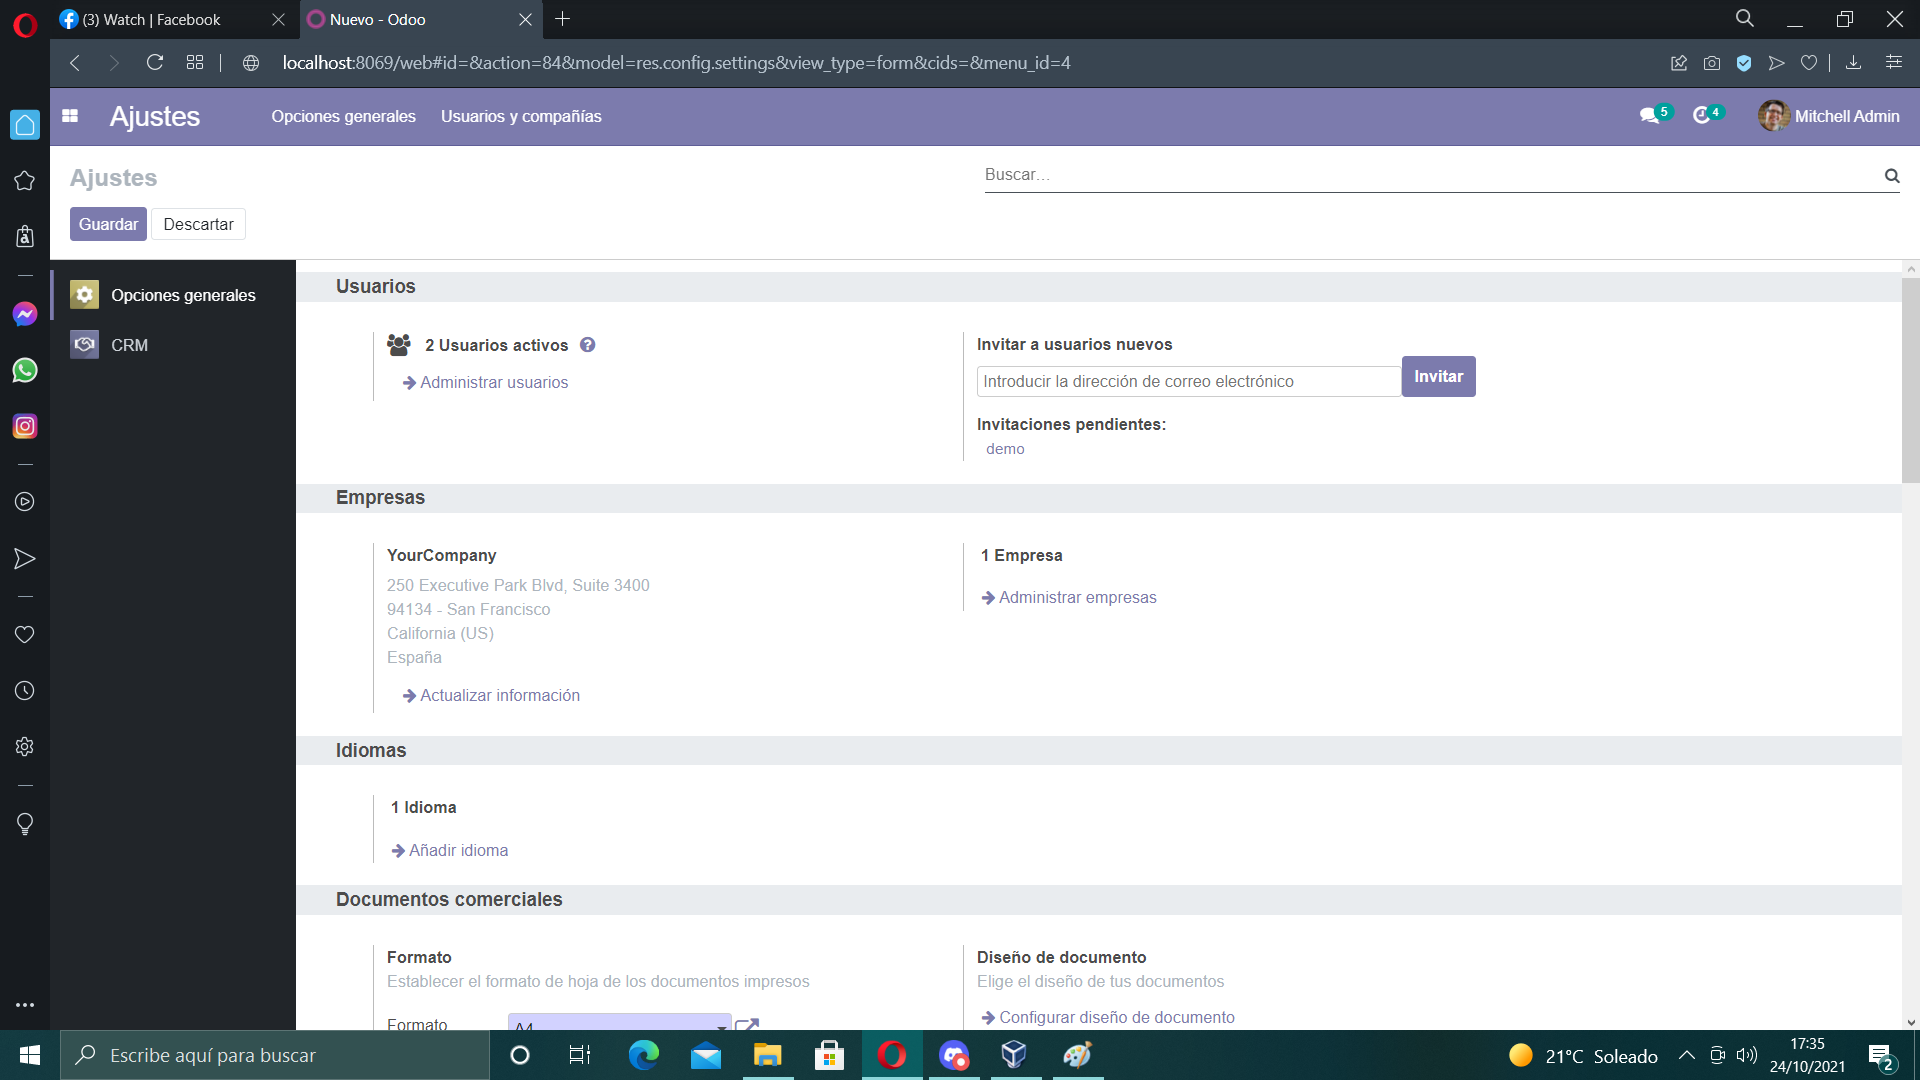 (3) Watch | Facebook
Nuevo - Odoo
localhost:8069/web#id=&action=84&model=res.config.settings&view_type=form&cids=&menu_id=4
Ajustes
Opciones generales
Usuarios y compañías
5
4
Mitchell Admin
Ajustes
Buscar...
Guardar
Descartar
Opciones generales
CRM
Usuarios
2 Usuarios activos
Administrar usuarios
Invitar a usuarios nuevos
Introducir la dirección de correo electrónico
Invitar
Invitaciones pendientes:
demo
Empresas
YourCompany
250 Executive Park Blvd, Suite 3400
94134 - San Francisco
California (US)
España
Actualizar información
1 Empresa
Administrar empresas
Idiomas
1 Idioma
Añadir idioma
Documentos comerciales
Formato
Establecer el formato de hoja de los documentos impresos
Formato
A4
Diseño de documento
Elige el diseño de tus documentos
Configurar diseño de documento
Escribe aquí para buscar
21°C Soleado
17:35
24/10/2021
2